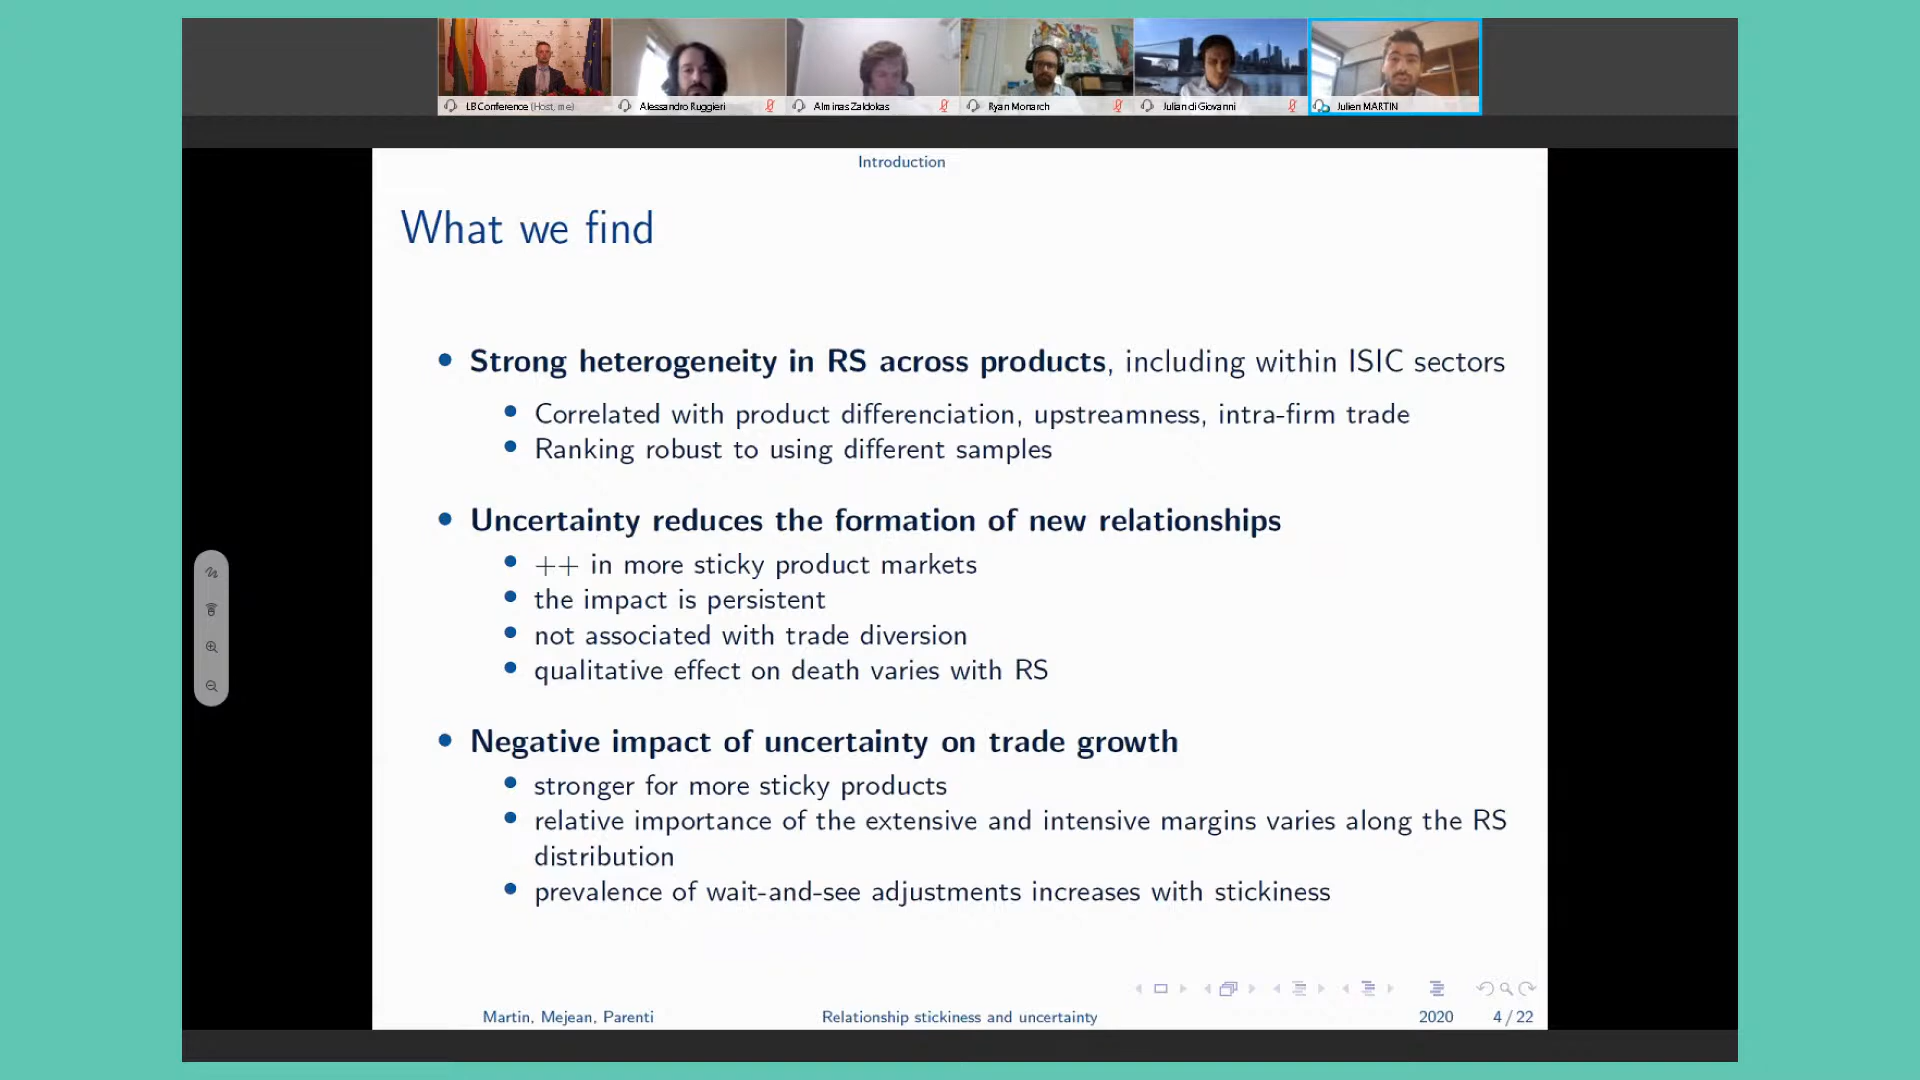 LB Conference (Host, me)
Alessandro Ruggieri
Alminas Zaldokas
Ryan Monarch
Julian di Giovanni
Julien MARTIN
Introduction
What we find
Strong heterogeneity in RS across products, including within ISIC sectors
Correlated with product differenciation, upstreamness, intra-firm trade
Ranking robust to using different samples
Uncertainty reduces the formation of new relationships
++ in more sticky product markets
the impact is persistent
not associated with trade diversion
qualitative effect on death varies with RS
Negative impact of uncertainty on trade growth
stronger for more sticky products
relative importance of the extensive and intensive margins varies along the RS
distribution
prevalence of wait-and-see adjustments increases with stickiness
Martin, Mejean, Parenti
Relationship stickiness and uncertainty
2020
4 / 22